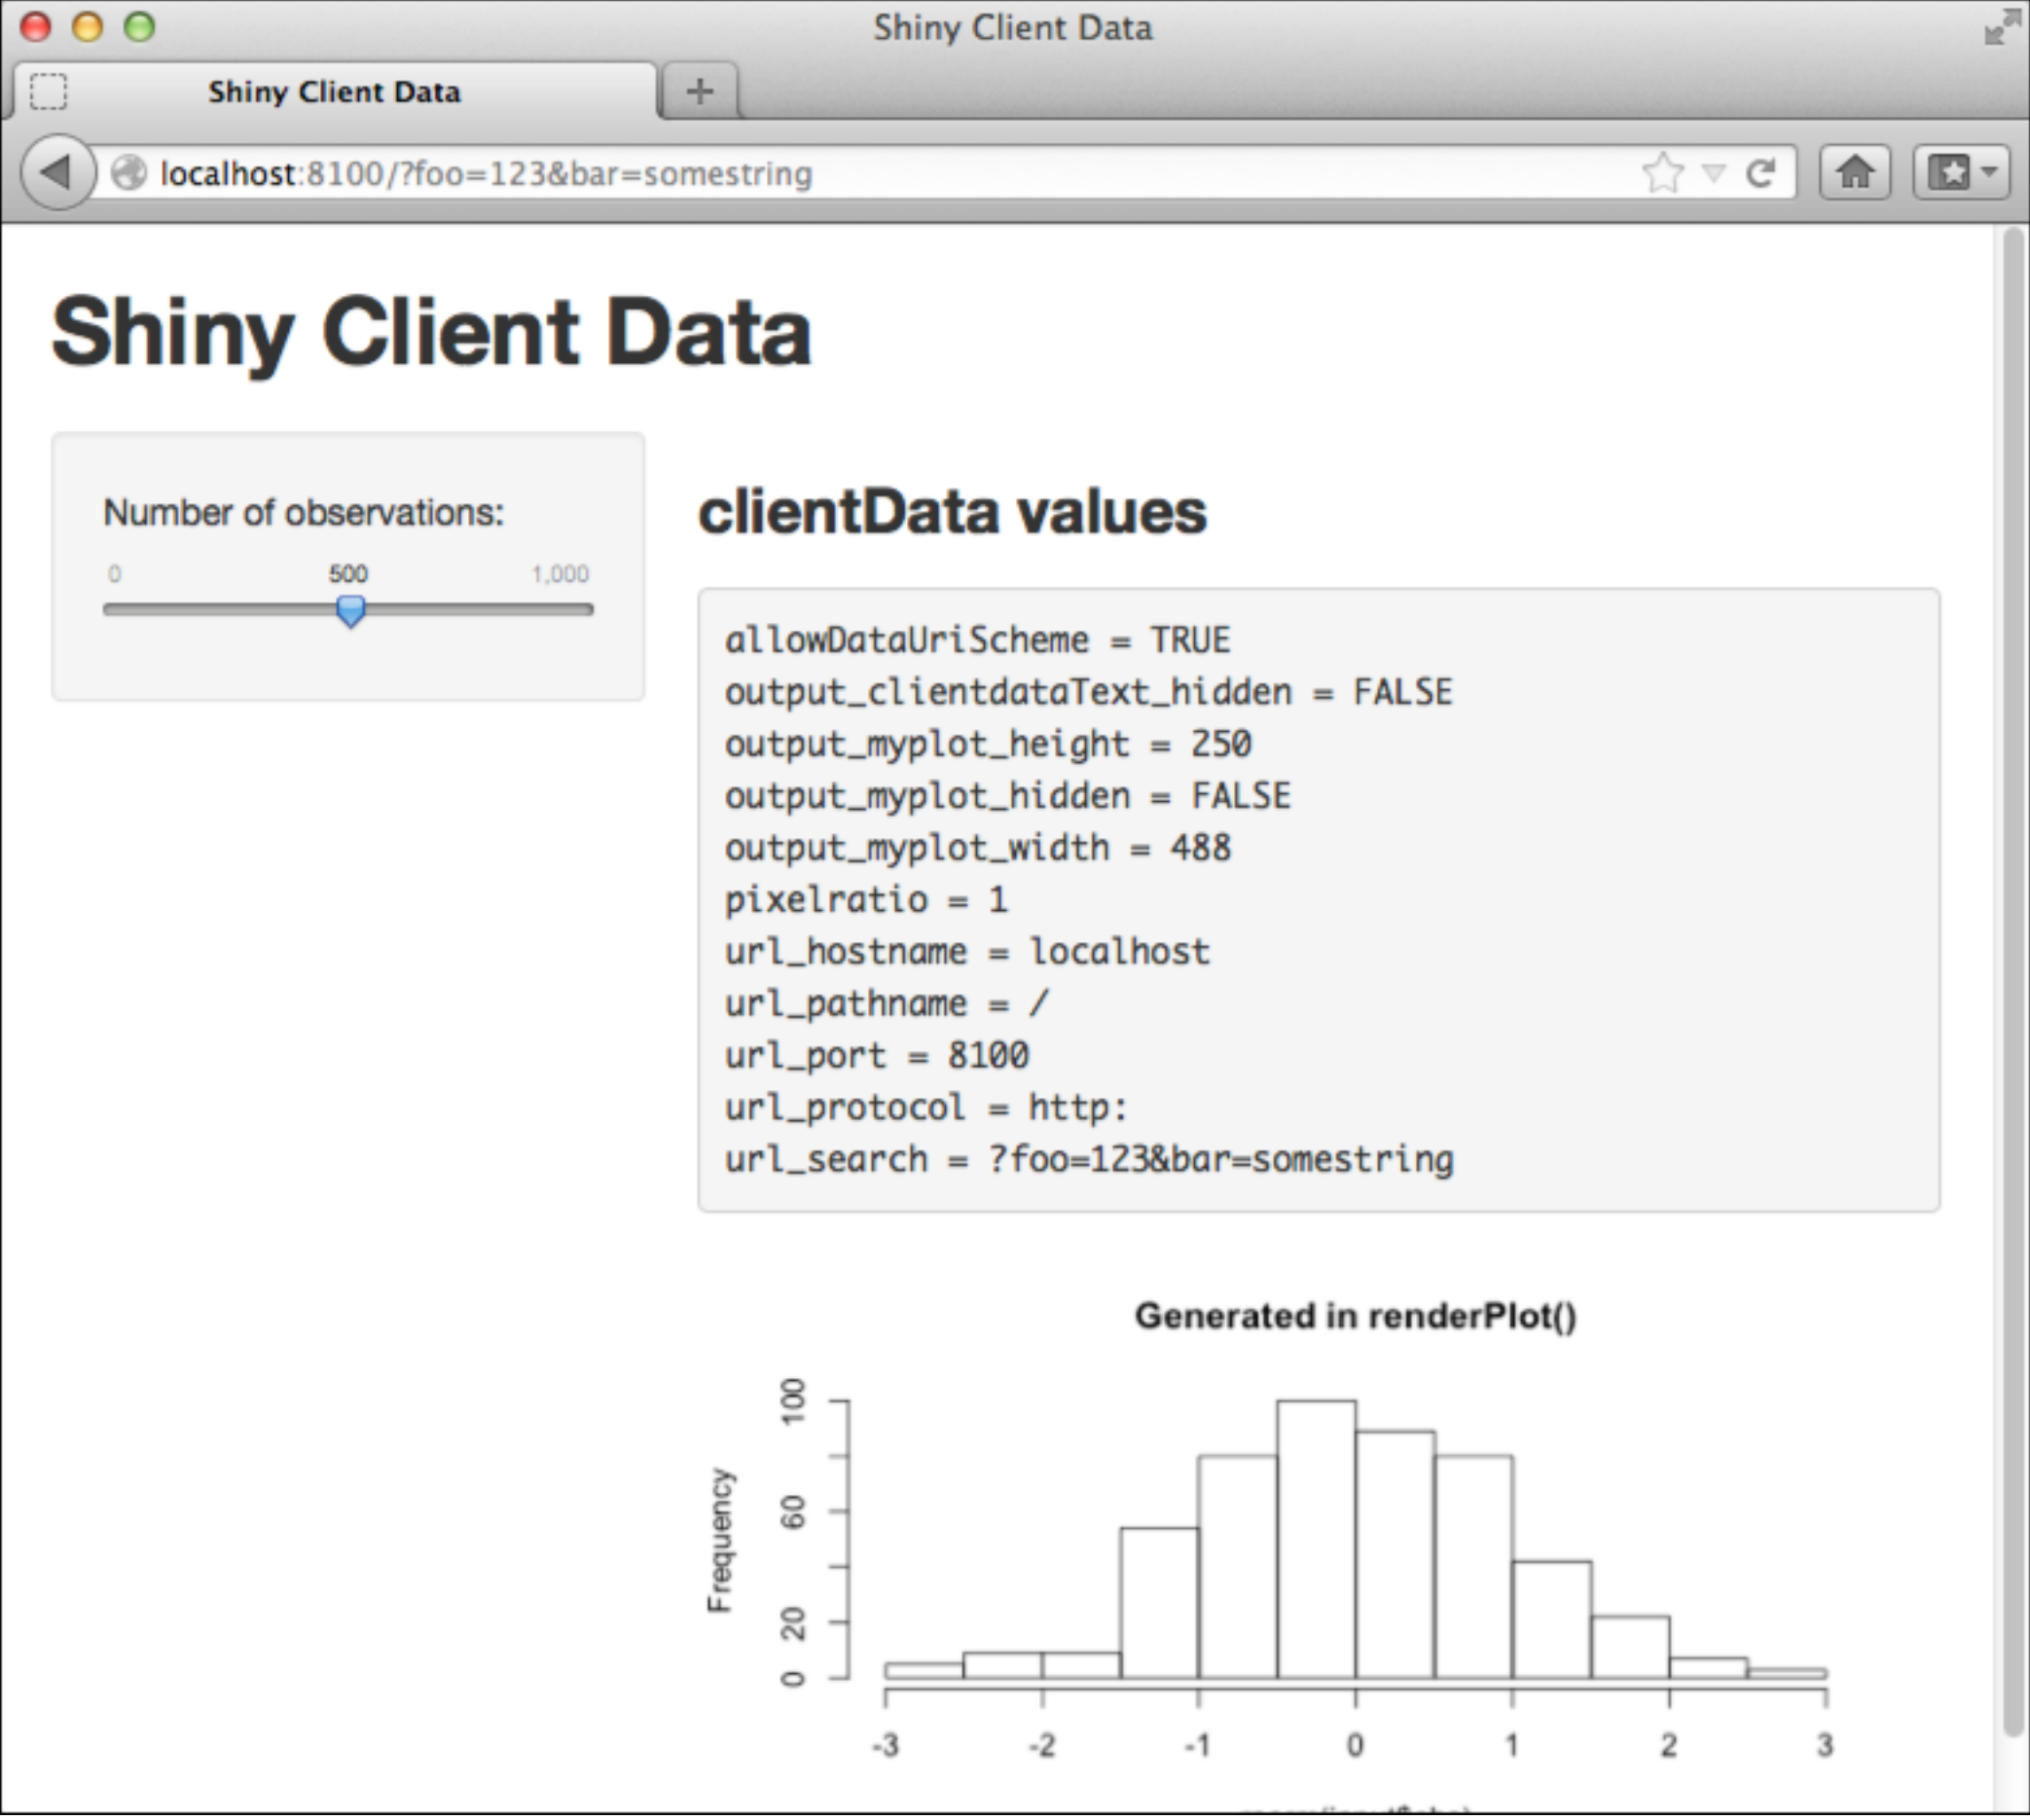 Shiny Client Data
Shiny Client Data
+
localhost:8100/?foo=123&bar=somestring
Shiny Client Data
Number of observations:
0 500 1,000
clientData values
allowDataUriScheme = TRUE
output_clientdataText_hidden = FALSE
output_myplot_height = 250
output_myplot_hidden = FALSE
output_myplot_width = 488
pixelratio = 1
url_hostname = localhost
url_pathname = /
url_port = 8100
url_protocol = http:
url_search = ?foo=123&bar=somestring
Generated in renderPlot()
Frequency
100
60
20
0
-3 -2 -1 0 1 2 3